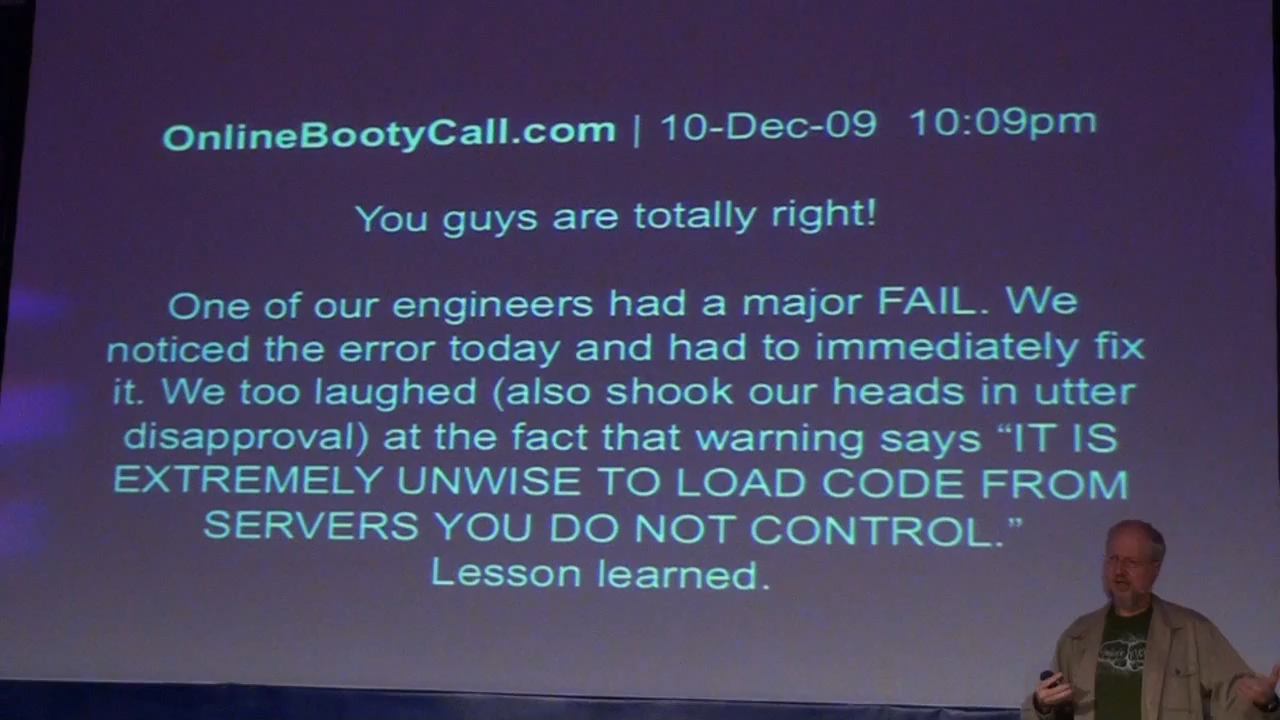 OnlineBootyCall.com | 10-Dec-09 10:09pm
You guys are totally right!
One of our engineers had a major FAIL. We
noticed the error today and had to immediately fix
it. We too laughed (also shook our heads in utter
disapproval) at the fact that warning says “IT IS
EXTREMELY UNWISE TO LOAD CODE FROM
SERVERS YOU DO NOT CONTROL.”
Lesson learned.